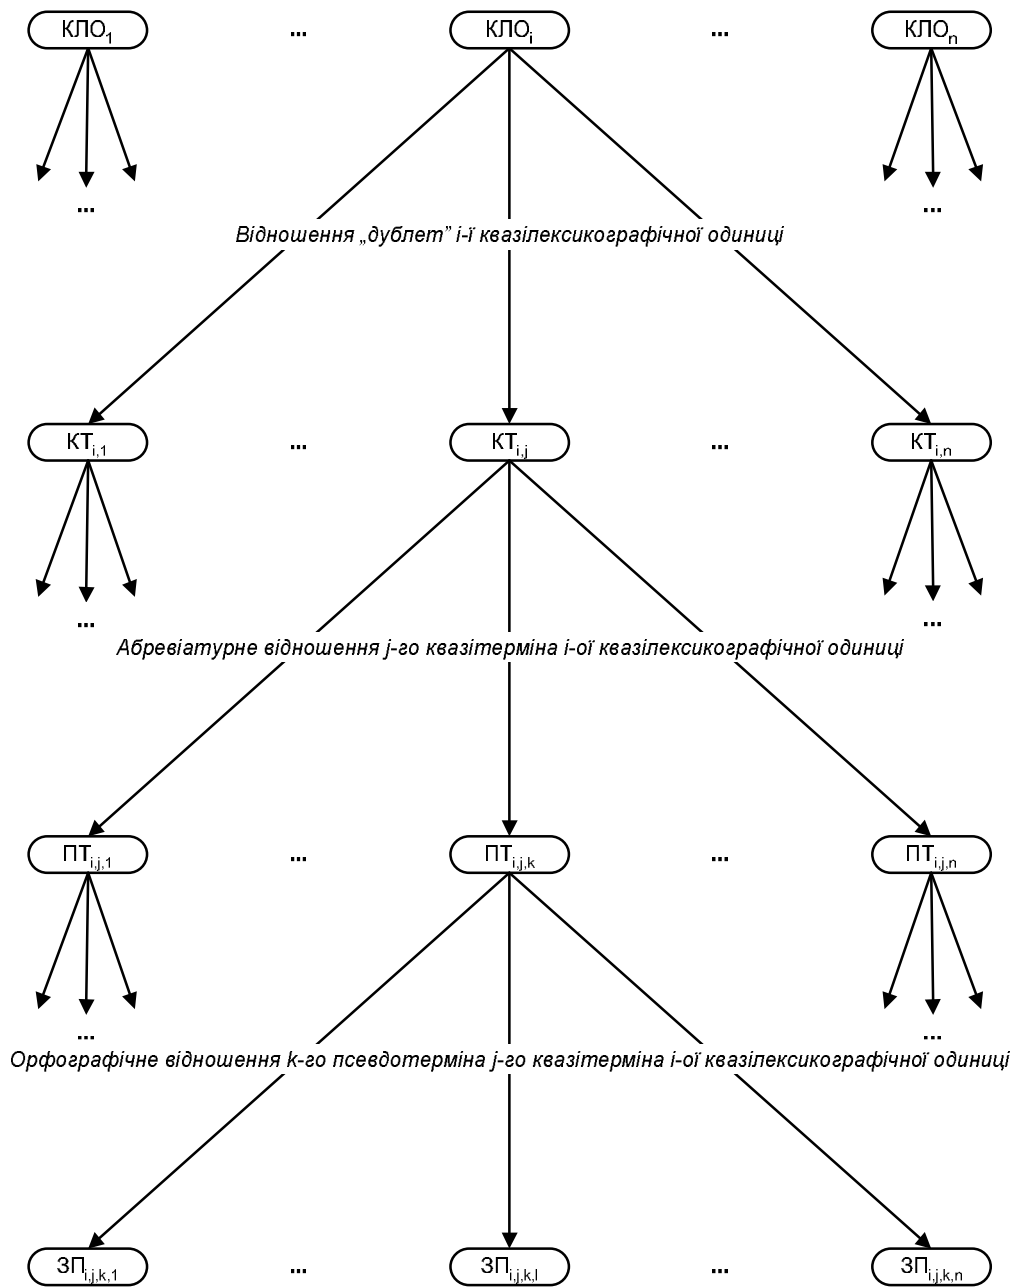 КЛО1 ... КЛОi ... КЛОn
... ...
Відношення „дублет” i-ї квазілексикографічної одиниці
КТi,1 ... КТi,j ... КТi,n
... ...
Абревіатурне відношення j-го квазітерміна i-ої квазілексикографічної одиниці
ПТi,j,1 ... ПТi,j,k ... ПТi,j,n
... ...
Орфографічне відношення k-го псевдотерміна j-го квазітерміна i-ої квазілексикографічної одиниці
ЗПi,j,k,1 ... ЗПi,j,k,l ... ЗПi,j,k,n